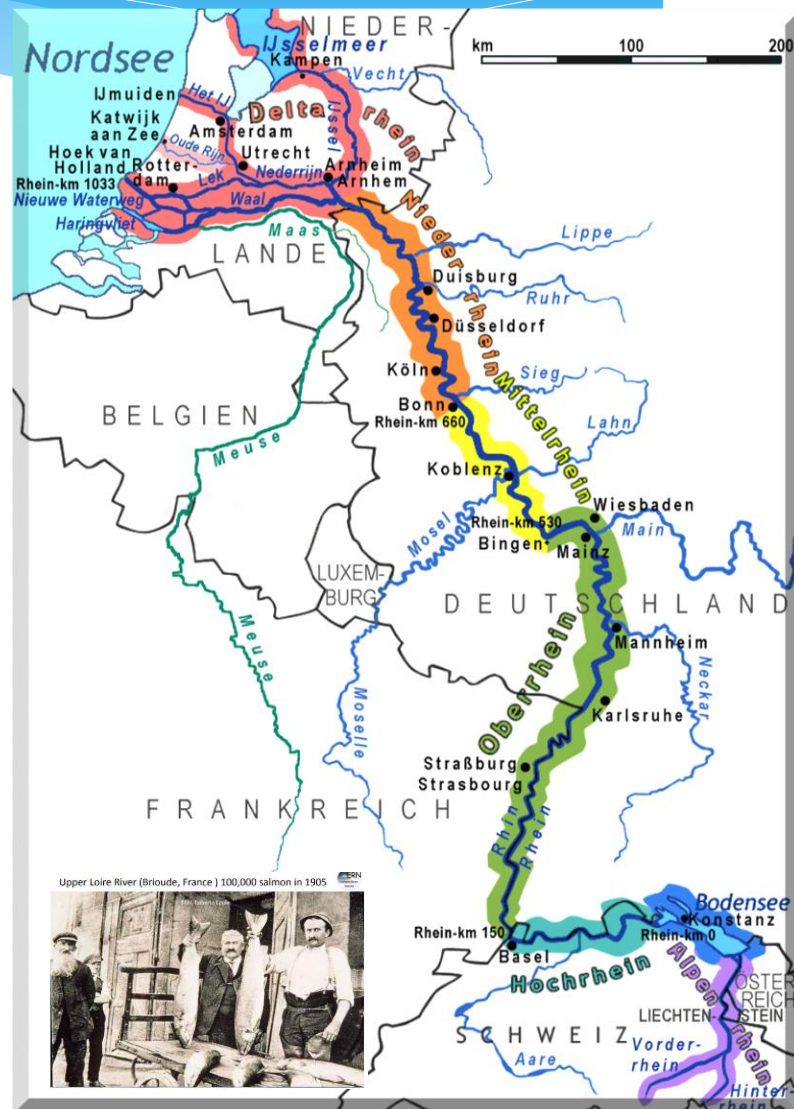 NIEDER-
Nordsee
IJsselmeer
Kampen
km 100 200
Vecht
IJmuiden
Het IJ
Deltarhein
IJssel
Katwijk
aan Zee
Amsterdam
Oude Rijn
Utrecht
Hoek van
Holland
Rotter-
dam
Lek
Nederrijn
Arnheim
Arnhem
Rhein-km 1033
Nieuwe Waterweg
Waal
Haringvliet
Maas
LANDE
Niederrhein
Lippe
Duisburg
Ruhr
Düsseldorf
Köln
Sieg
Mittelrhein
BELGIEN
Bonn
Rhein-km 660
Lahn
Meuse
Koblenz
Wiesbaden
Rhein-km 530
Main
Mosel
Bingen
Mainz
LUXEM-
BURG
DEUTSCHLAND
Meuse
Mannheim
Oberrhein
Neckar
Moselle
Karlsruhe
Straßburg
Strasbourg
FRANKREICH
Rhin
Rhein
Upper Loire River (Brioude, France ) 100,000 salmon in 1905
ERN
Bodensee
Konstanz
Rhein-km 150
Rhein-km 0
Basel
Hochrhein
Alpenrhein
ÖSTER
REICH
LIECHTEN-
STEIN
SCHWEIZ
Vorder-
rhein
Aare
Hinter-
rhein